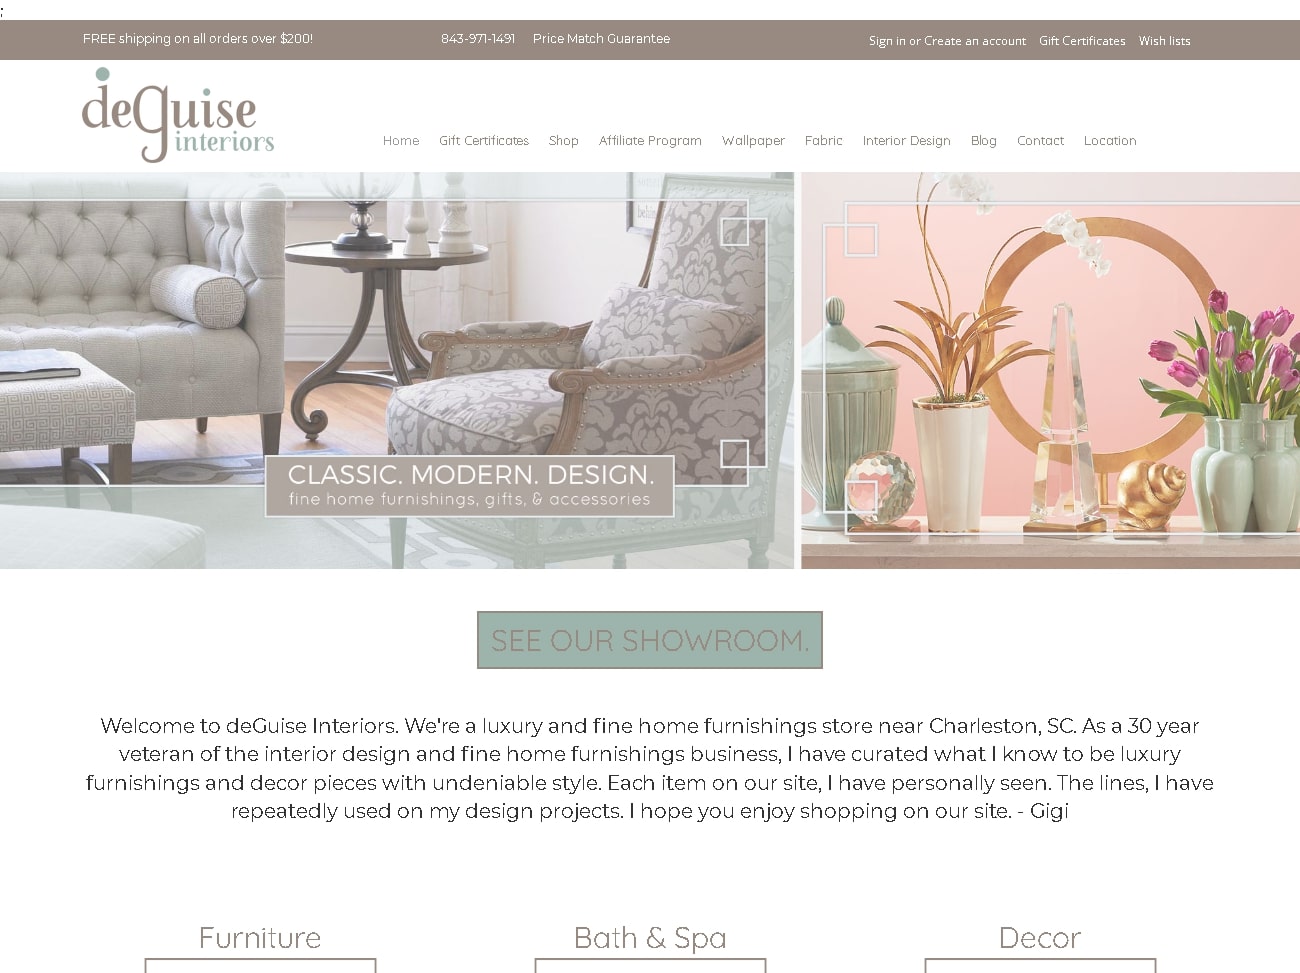 ;
FREE shipping on all orders over $200!
843-971-1491 Price Match Guarantee
Sign in or Create an account Gift Certificates Wish lists
deGuise
interiors
Home Gift Certificates Shop Affiliate Program Wallpaper Fabric Interior Design Blog Contact Location
CLASSIC. MODERN. DESIGN.
fine home furnishings, gifts, & accessories
SEE OUR SHOWROOM.
Welcome to deGuise Interiors. We're a luxury and fine home furnishings store near Charleston, SC. As a 30 year
veteran of the interior design and fine home furnishings business, I have curated what I know to be luxury
furnishings and decor pieces with undeniable style. Each item on our site, I have personally seen. The lines, I have
repeatedly used on my design projects. I hope you enjoy shopping on our site. - Gigi
Furniture
Bath & Spa
Decor